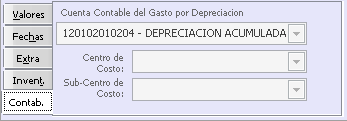 Valores
Fechas
Extra
Invent.
Contab.
Cuenta Contable del Gasto por Depreciacion
120102010204 - DEPRECIACION ACUMULADA
Centro de
Costo:
Sub-Centro de
Costo: